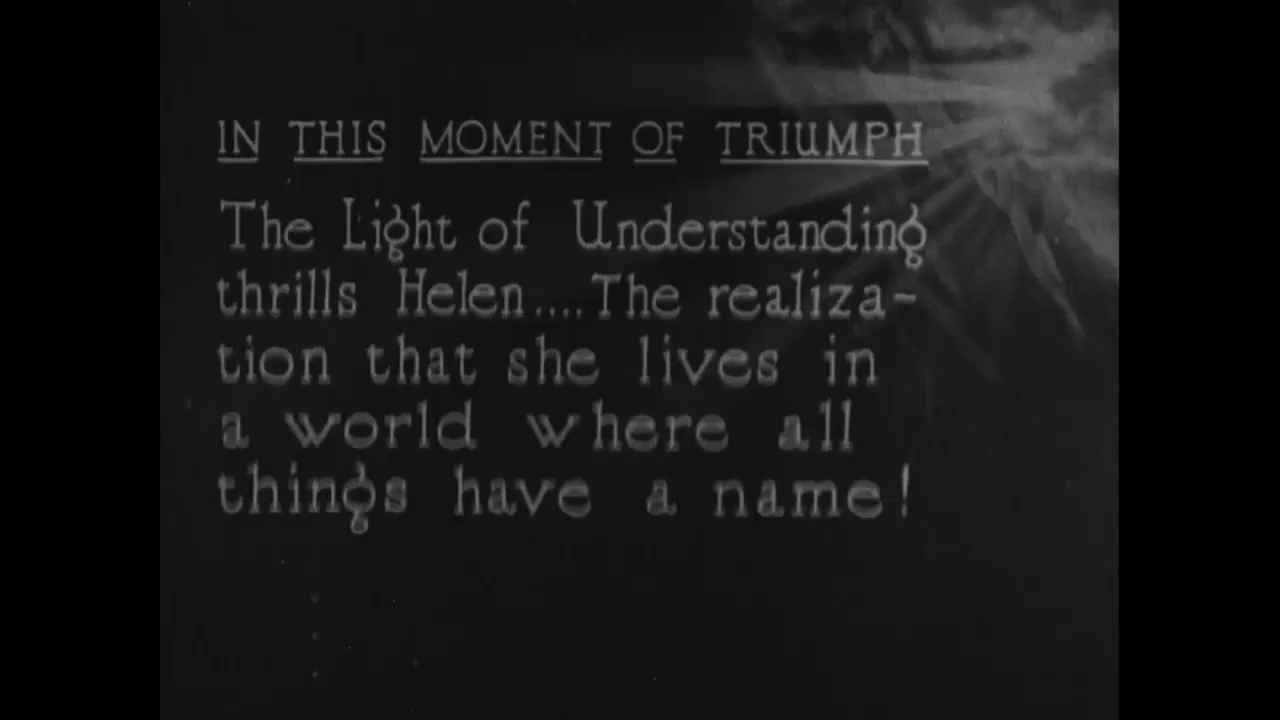 IN THIS MOMENT OF TRIUMPH
The Light of Understanding
thrills Helen.... The realiza-
tion that she lives in
a world where all
things have a name!